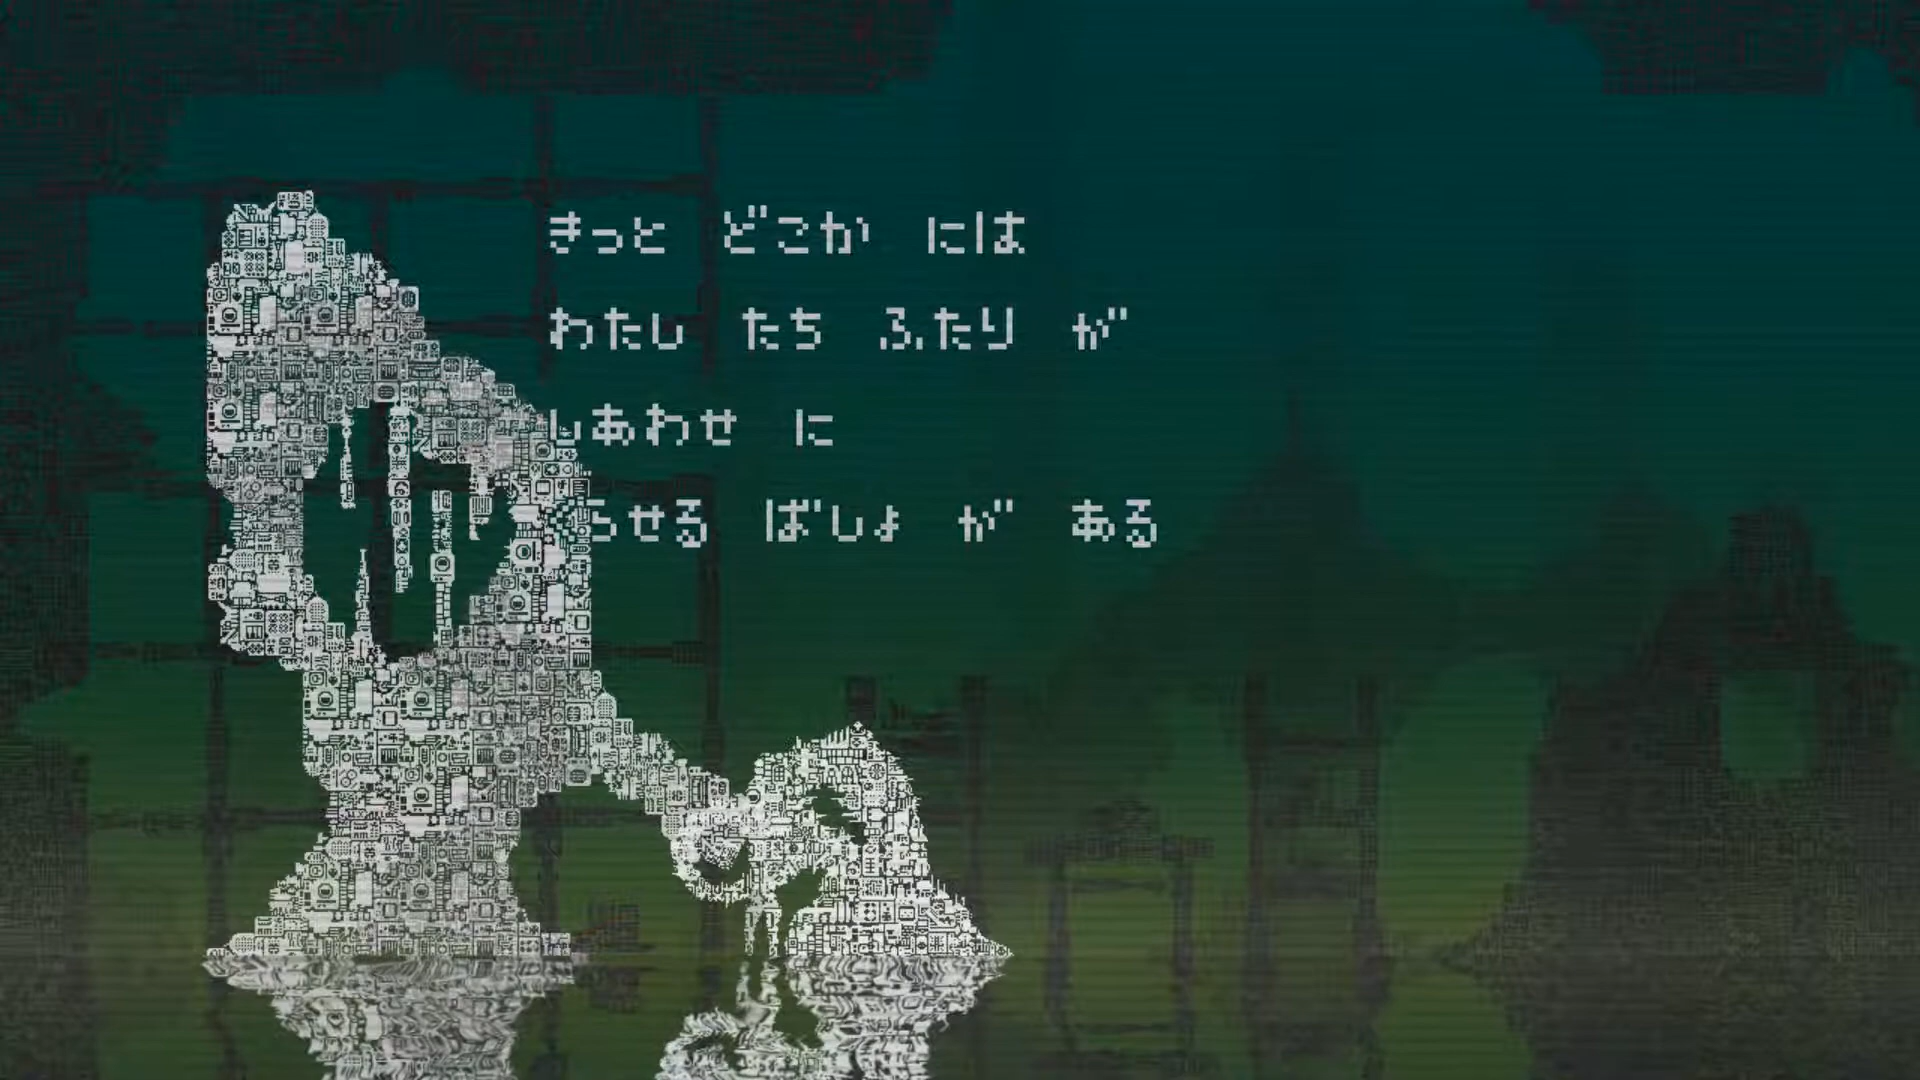 きっと どこか には
わたし たち ふたり が
しあわせ に
くらせる ばしょ が ある